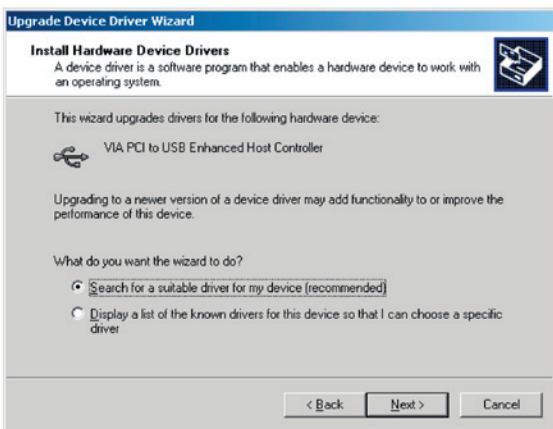 Upgrade Device Driver Wizard
Install Hardware Device Drivers
A device driver is a software program that enables a hardware device to work with
an operating system.
This wizard upgrades drivers for the following hardware device:
VIA PCI to USB Enhanced Host Controller
Upgrading to a newer version of a device driver may add functionality to or improve the
performance of this device.
What do you want the wizard to do?
Search for a suitable driver for my device (recommended)
Display a list of the known drivers for this device so that I can choose a specific
driver
< Back Next > Cancel